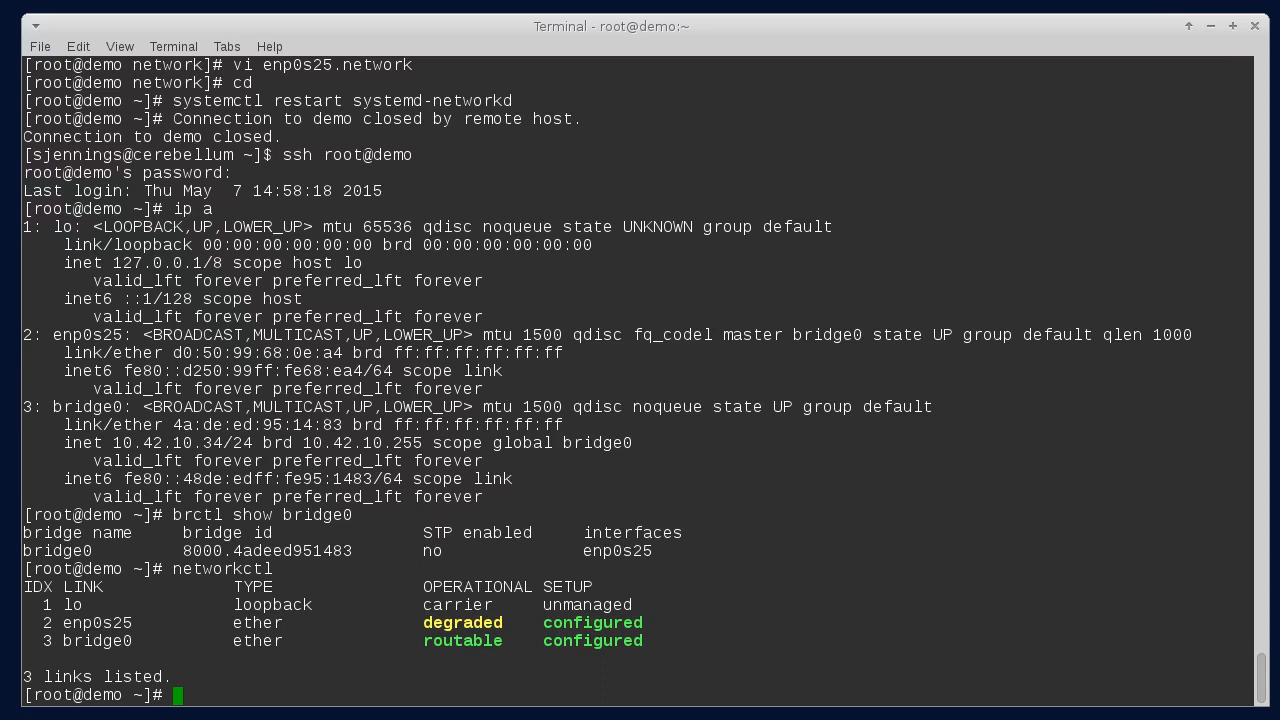 Terminal - root@demo:~
File Edit View Terminal Tabs Help
[root@demo network]# vi enp0s25.network
[root@demo network]# cd
[root@demo ~]# systemctl restart systemd-networkd
[root@demo ~]# Connection to demo closed by remote host.
Connection to demo closed.
[sjennings@cerebellum ~]$ ssh root@demo
root@demo's password:
Last login: Thu May  7 14:58:18 2015
[root@demo ~]# ip a
1: lo: <LOOPBACK,UP,LOWER_UP> mtu 65536 qdisc noqueue state UNKNOWN group default
    link/loopback 00:00:00:00:00:00 brd 00:00:00:00:00:00
    inet 127.0.0.1/8 scope host lo
       valid_lft forever preferred_lft forever
    inet6 ::1/128 scope host
       valid_lft forever preferred_lft forever
2: enp0s25: <BROADCAST,MULTICAST,UP,LOWER_UP> mtu 1500 qdisc fq_codel master bridge0 state UP group default qlen 1000
    link/ether d0:50:99:68:0e:a4 brd ff:ff:ff:ff:ff:ff
    inet6 fe80::d250:99ff:fe68:ea4/64 scope link
       valid_lft forever preferred_lft forever
3: bridge0: <BROADCAST,MULTICAST,UP,LOWER_UP> mtu 1500 qdisc noqueue state UP group default
    link/ether 4a:de:ed:95:14:83 brd ff:ff:ff:ff:ff:ff
    inet 10.42.10.34/24 brd 10.42.10.255 scope global bridge0
       valid_lft forever preferred_lft forever
    inet6 fe80::48de:edff:fe95:1483/64 scope link
       valid_lft forever preferred_lft forever
[root@demo ~]# brctl show bridge0
bridge name     bridge id               STP enabled     interfaces
bridge0         8000.4adeed951483       no              enp0s25
[root@demo ~]# networkctl
IDX LINK             TYPE               OPERATIONAL SETUP
  1 lo               loopback           carrier     unmanaged
  2 enp0s25          ether              degraded    configured
  3 bridge0          ether              routable    configured
3 links listed.
[root@demo ~]#